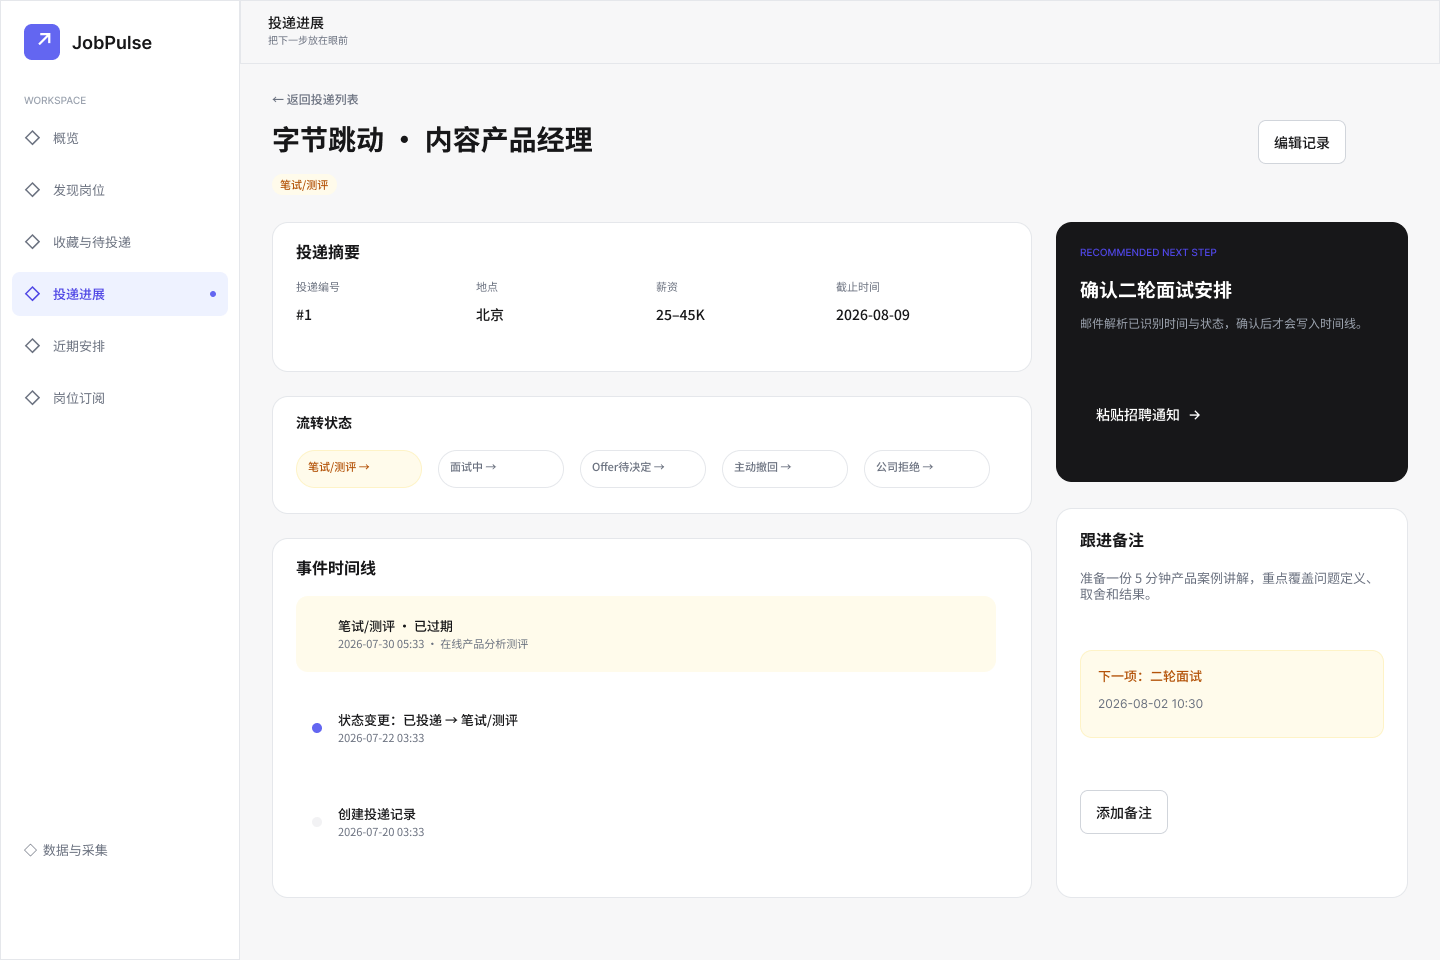 JobPulse
WORKSPACE
概览
发现岗位
收藏与待投递
投递进展
近期安排
岗位订阅
数据与采集
投递进展
把下一步放在眼前
← 返回投递列表
字节跳动 · 内容产品经理
编辑记录
笔试/测评
投递摘要
投递编号
#1
地点
北京
薪资
25–45K
截止时间
2026-08-09
流转状态
笔试/测评 →
面试中 →
Offer待决定 →
主动撤回 →
公司拒绝 →
事件时间线
笔试/测评 · 已过期
2026-07-30 05:33 · 在线产品分析测评
状态变更：已投递 → 笔试/测评
2026-07-22 03:33
创建投递记录
2026-07-20 03:33
RECOMMENDED NEXT STEP
确认二轮面试安排
邮件解析已识别时间与状态，确认后才会写入时间线。
粘贴招聘通知 →
跟进备注
准备一份 5 分钟产品案例讲解，重点覆盖问题定义、
取舍和结果。
下一项：二轮面试
2026-08-02 10:30
添加备注